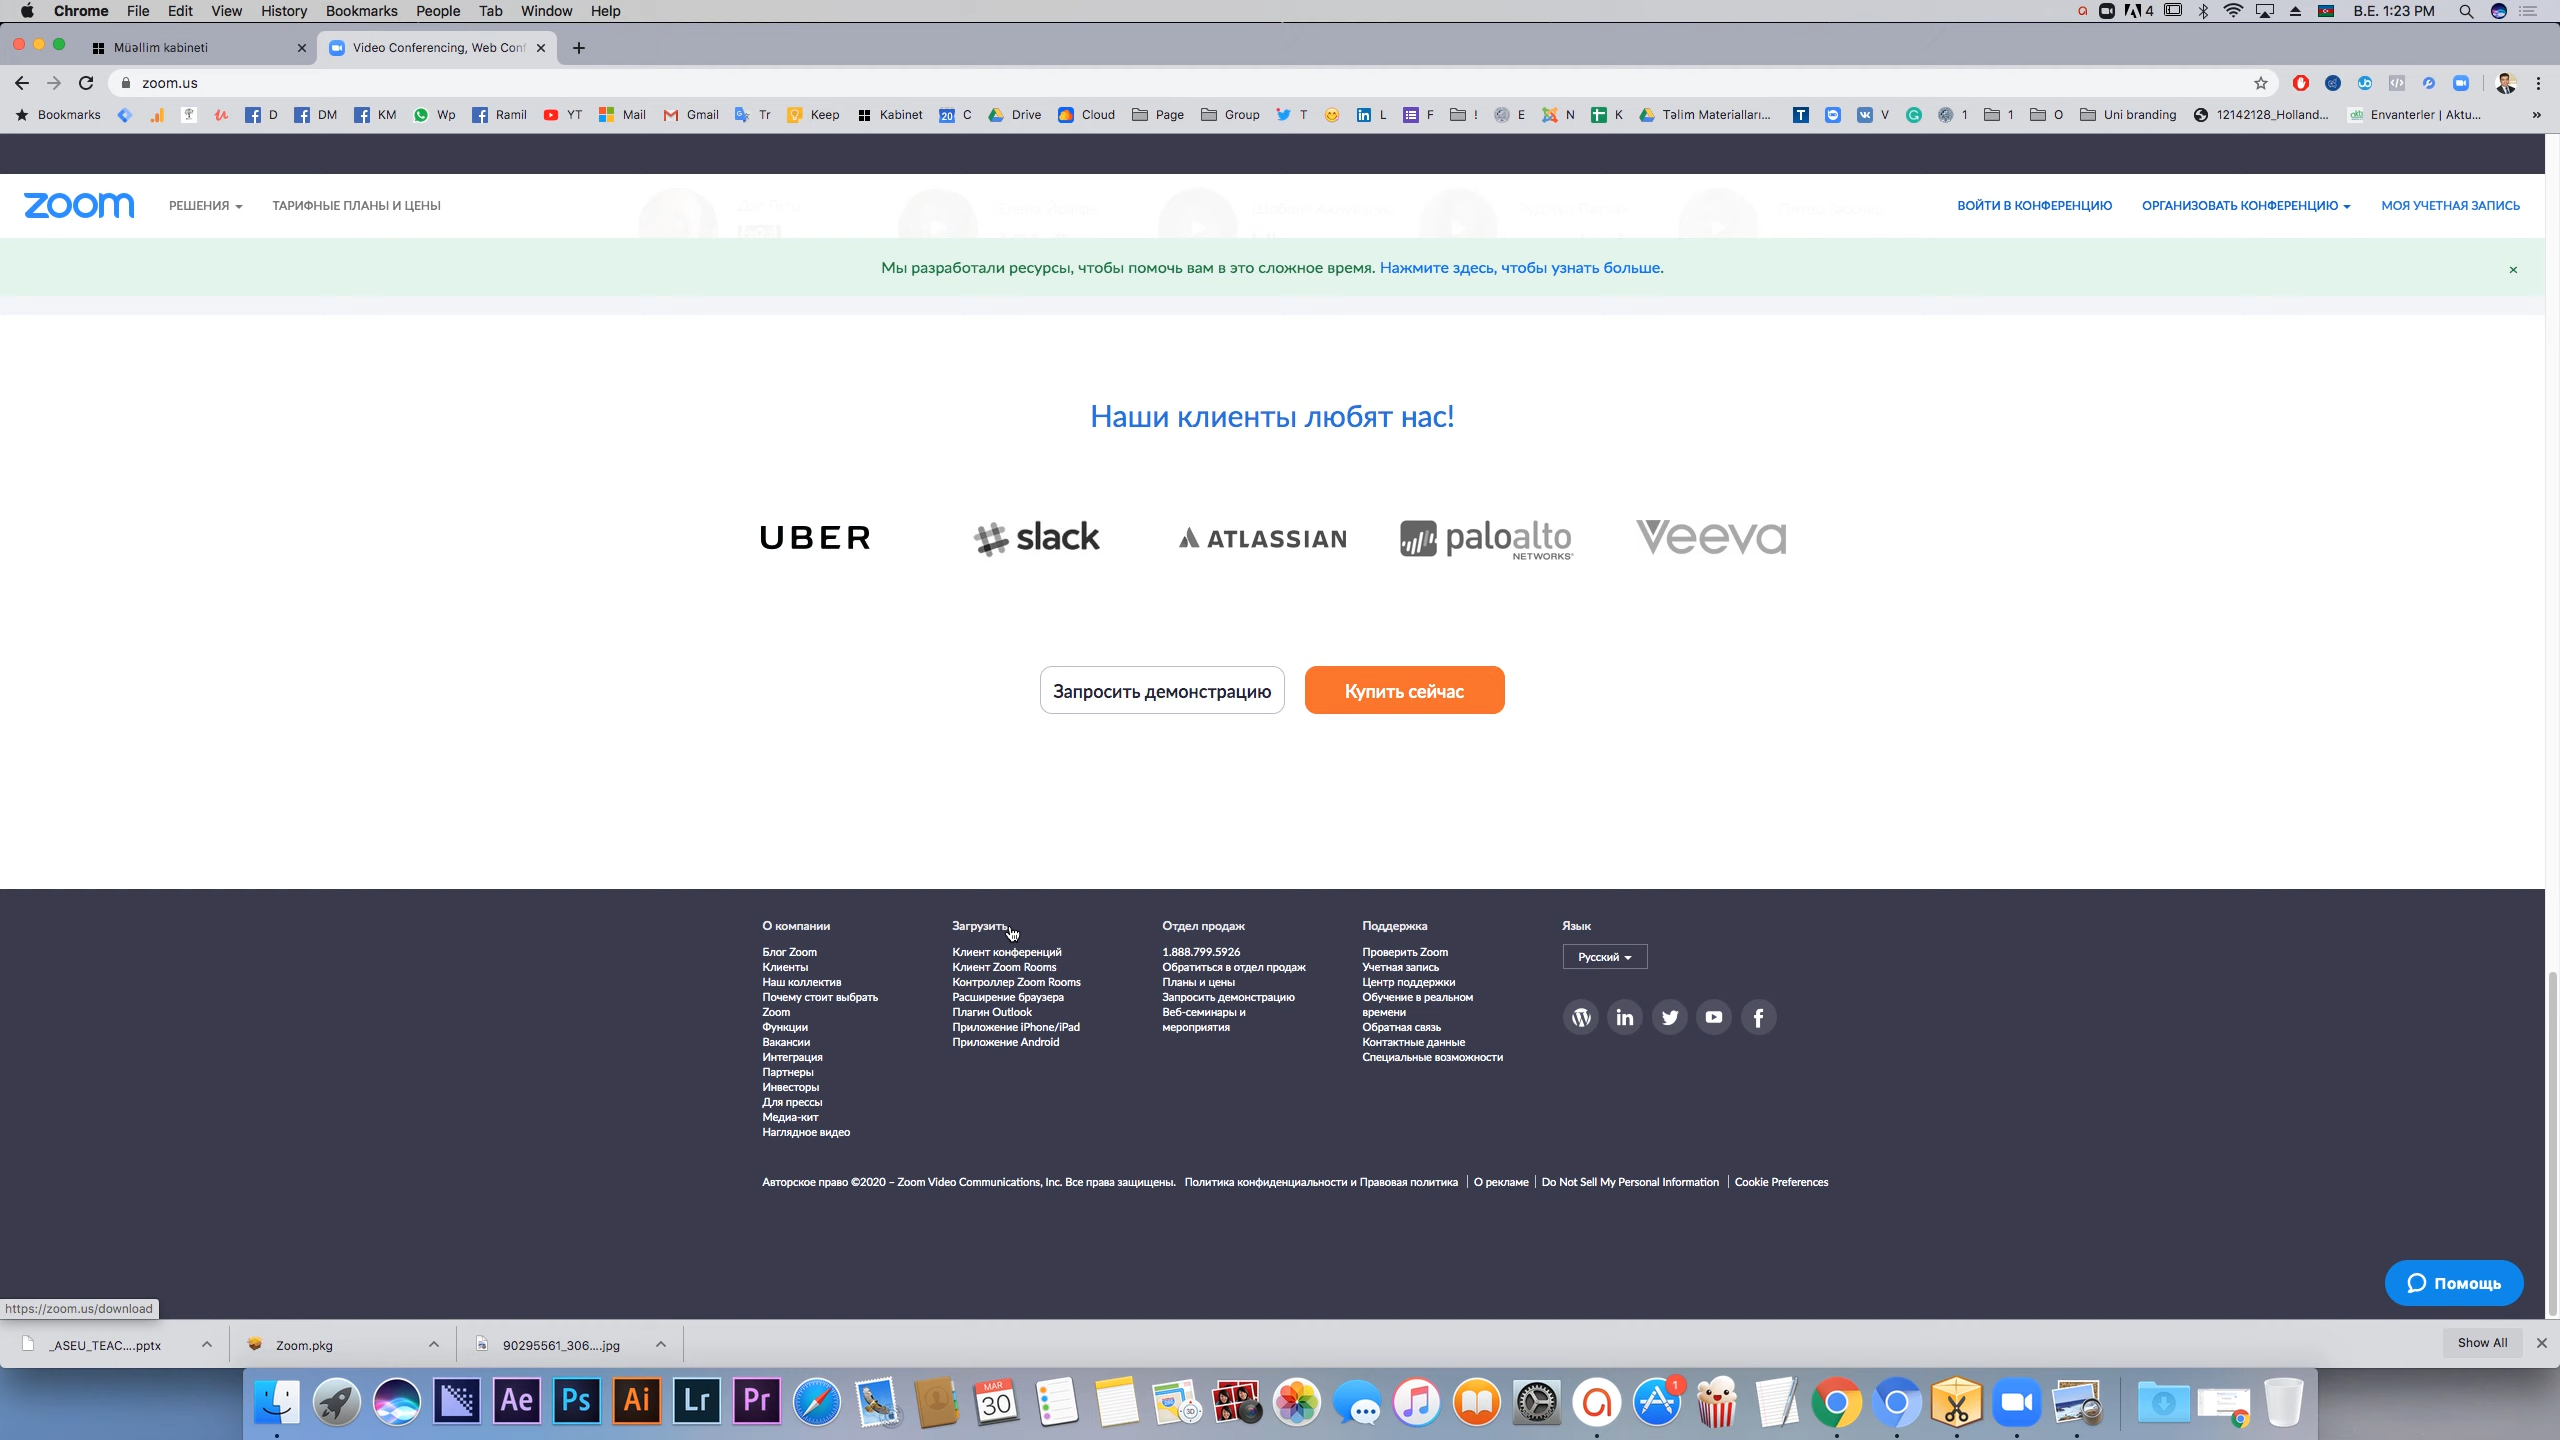 Chrome File Edit View History Bookmarks People Tab Window Help
4 B.E. 1:23 PM
Müəllim kabineti
Video Conferencing, Web Conf
zoom.us
Bookmarks D DM KM Wp Ramil YT Mail Gmail Tr Keep Kabinet C Drive Cloud Page Group T L F ! E N K Təlim Materialları... V 1 1 O Uni branding 12142128_Holland... Envanterler | Aktu...
zoom РЕШЕНИЯ ТАРИФНЫЕ ПЛАНЫ И ЦЕНЫ
ВОЙТИ В КОНФЕРЕНЦИЮ ОРГАНИЗОВАТЬ КОНФЕРЕНЦИЮ МОЯ УЧЕТНАЯ ЗАПИСЬ
Мы разработали ресурсы, чтобы помочь вам в это сложное время. Нажмите здесь, чтобы узнать больше.
Наши клиенты любят нас!
UBER slack ATLASSIAN paloalto NETWORKS Veeva
Запросить демонстрацию Купить сейчас
О компании
Блог Zoom
Клиенты
Наш коллектив
Почему стоит выбрать
Zoom
Функции
Вакансии
Интеграция
Партнеры
Инвесторы
Для прессы
Медиа-кит
Наглядное видео
Загрузить
Клиент конференций
Клиент Zoom Rooms
Контроллер Zoom Rooms
Расширение браузера
Плагин Outlook
Приложение iPhone/iPad
Приложение Android
Отдел продаж
1.888.799.5926
Обратиться в отдел продаж
Планы и цены
Запросить демонстрацию
Веб-семинары и
мероприятия
Поддержка
Проверить Zoom
Учетная запись
Центр поддержки
Обучение в реальном
времени
Обратная связь
Контактные данные
Специальные возможности
Язык
Русский
Авторское право ©2020 – Zoom Video Communications, Inc. Все права защищены. Политика конфиденциальности и Правовая политика О рекламе Do Not Sell My Personal Information Cookie Preferences
Помощь
https://zoom.us/download
_ASEU_TEAC....pptx Zoom.pkg 90295561_306....jpg Show All
Ae Ps Ai Lr Pr MAR 30 1